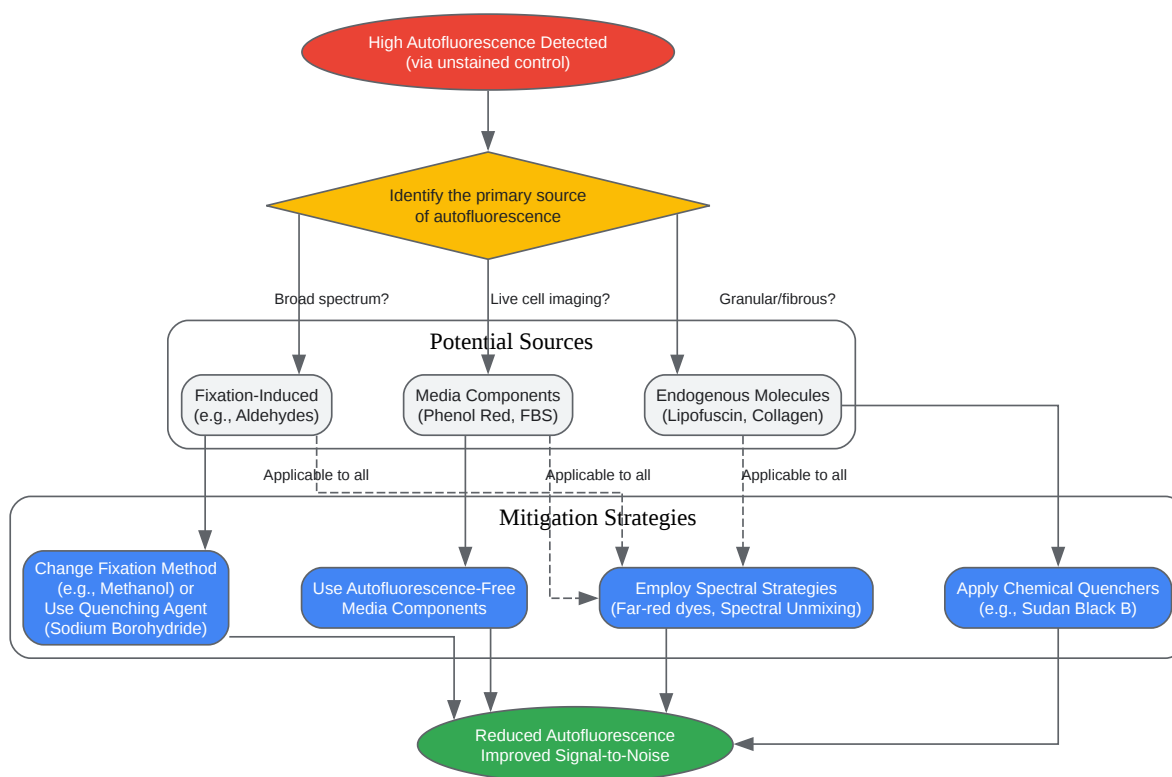 High Autofluorescence Detected
(via unstained control)
Identify the primary source
of autofluorescence
Broad spectrum?
Live cell imaging?
Granular/fibrous?
Potential Sources
Fixation-Induced
(e.g., Aldehydes)
Media Components
(Phenol Red, FBS)
Endogenous Molecules
(Lipofuscin, Collagen)
Applicable to all
Applicable to all
Applicable to all
Mitigation Strategies
Change Fixation Method
(e.g., Methanol) or
Use Quenching Agent
(Sodium Borohydride)
Use Autofluorescence-Free
Media Components
Employ Spectral Strategies
(Far-red dyes, Spectral Unmixing)
Apply Chemical Quenchers
(e.g., Sudan Black B)
Reduced Autofluorescence
Improved Signal-to-Noise